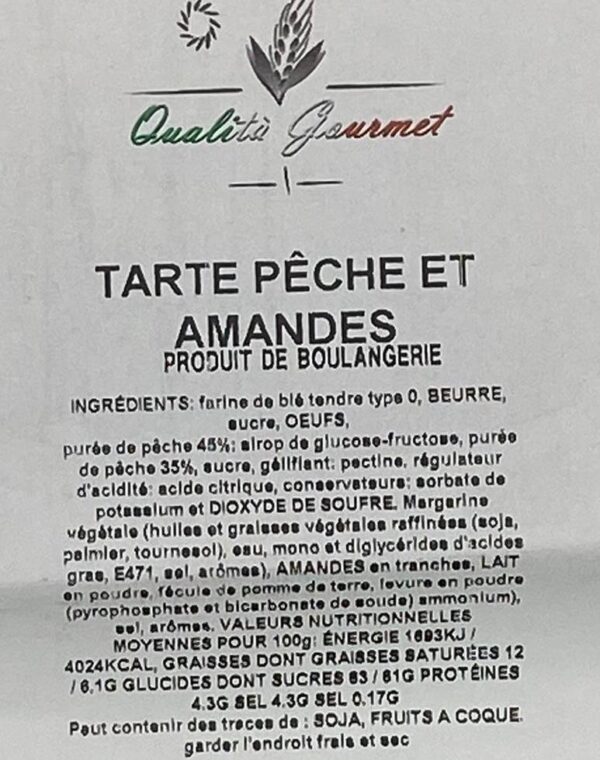 Qualità Gourmet
TARTE PÊCHE ET
AMANDES
PRODUIT DE BOULANGERIE
INGRÉDIENTS: farine de blé tendre type 0, BEURRE,
sucre, OEUFS,
purée de pêche 45%: sirop de glucose-fructose, purée
de pêche 35%, sucre, gélifiant: pectine, régulateur
d'acidité: acide citrique, conservateurs: sorbate de
potassium et DIOXYDE DE SOUFRE. Margarine
végétale (huiles et graisses végétales raffinées (soja,
palmier, tournesol), eau, mono et diglycérides d'acides
gras, E471, sel, arômes), AMANDES en tranches, LAIT
en poudre, fécule de pomme de terre, levure en poudre
(pyrophosphate et bicarbonate de soude) ammonium),
sel, arômes. VALEURS NUTRITIONNELLES
MOYENNES POUR 100g: ÉNERGIE 1693KJ /
4024KCAL, GRAISSES DONT GRAISSES SATURÉES 12
/ 6.1G GLUCIDES DONT SUCRES 63 / 61G PROTÉINES
4.3G SEL 4.3G SEL 0.17G
Peut contenir des traces de : SOJA, FRUITS A COQUE.
garder l'endroit frais et sec